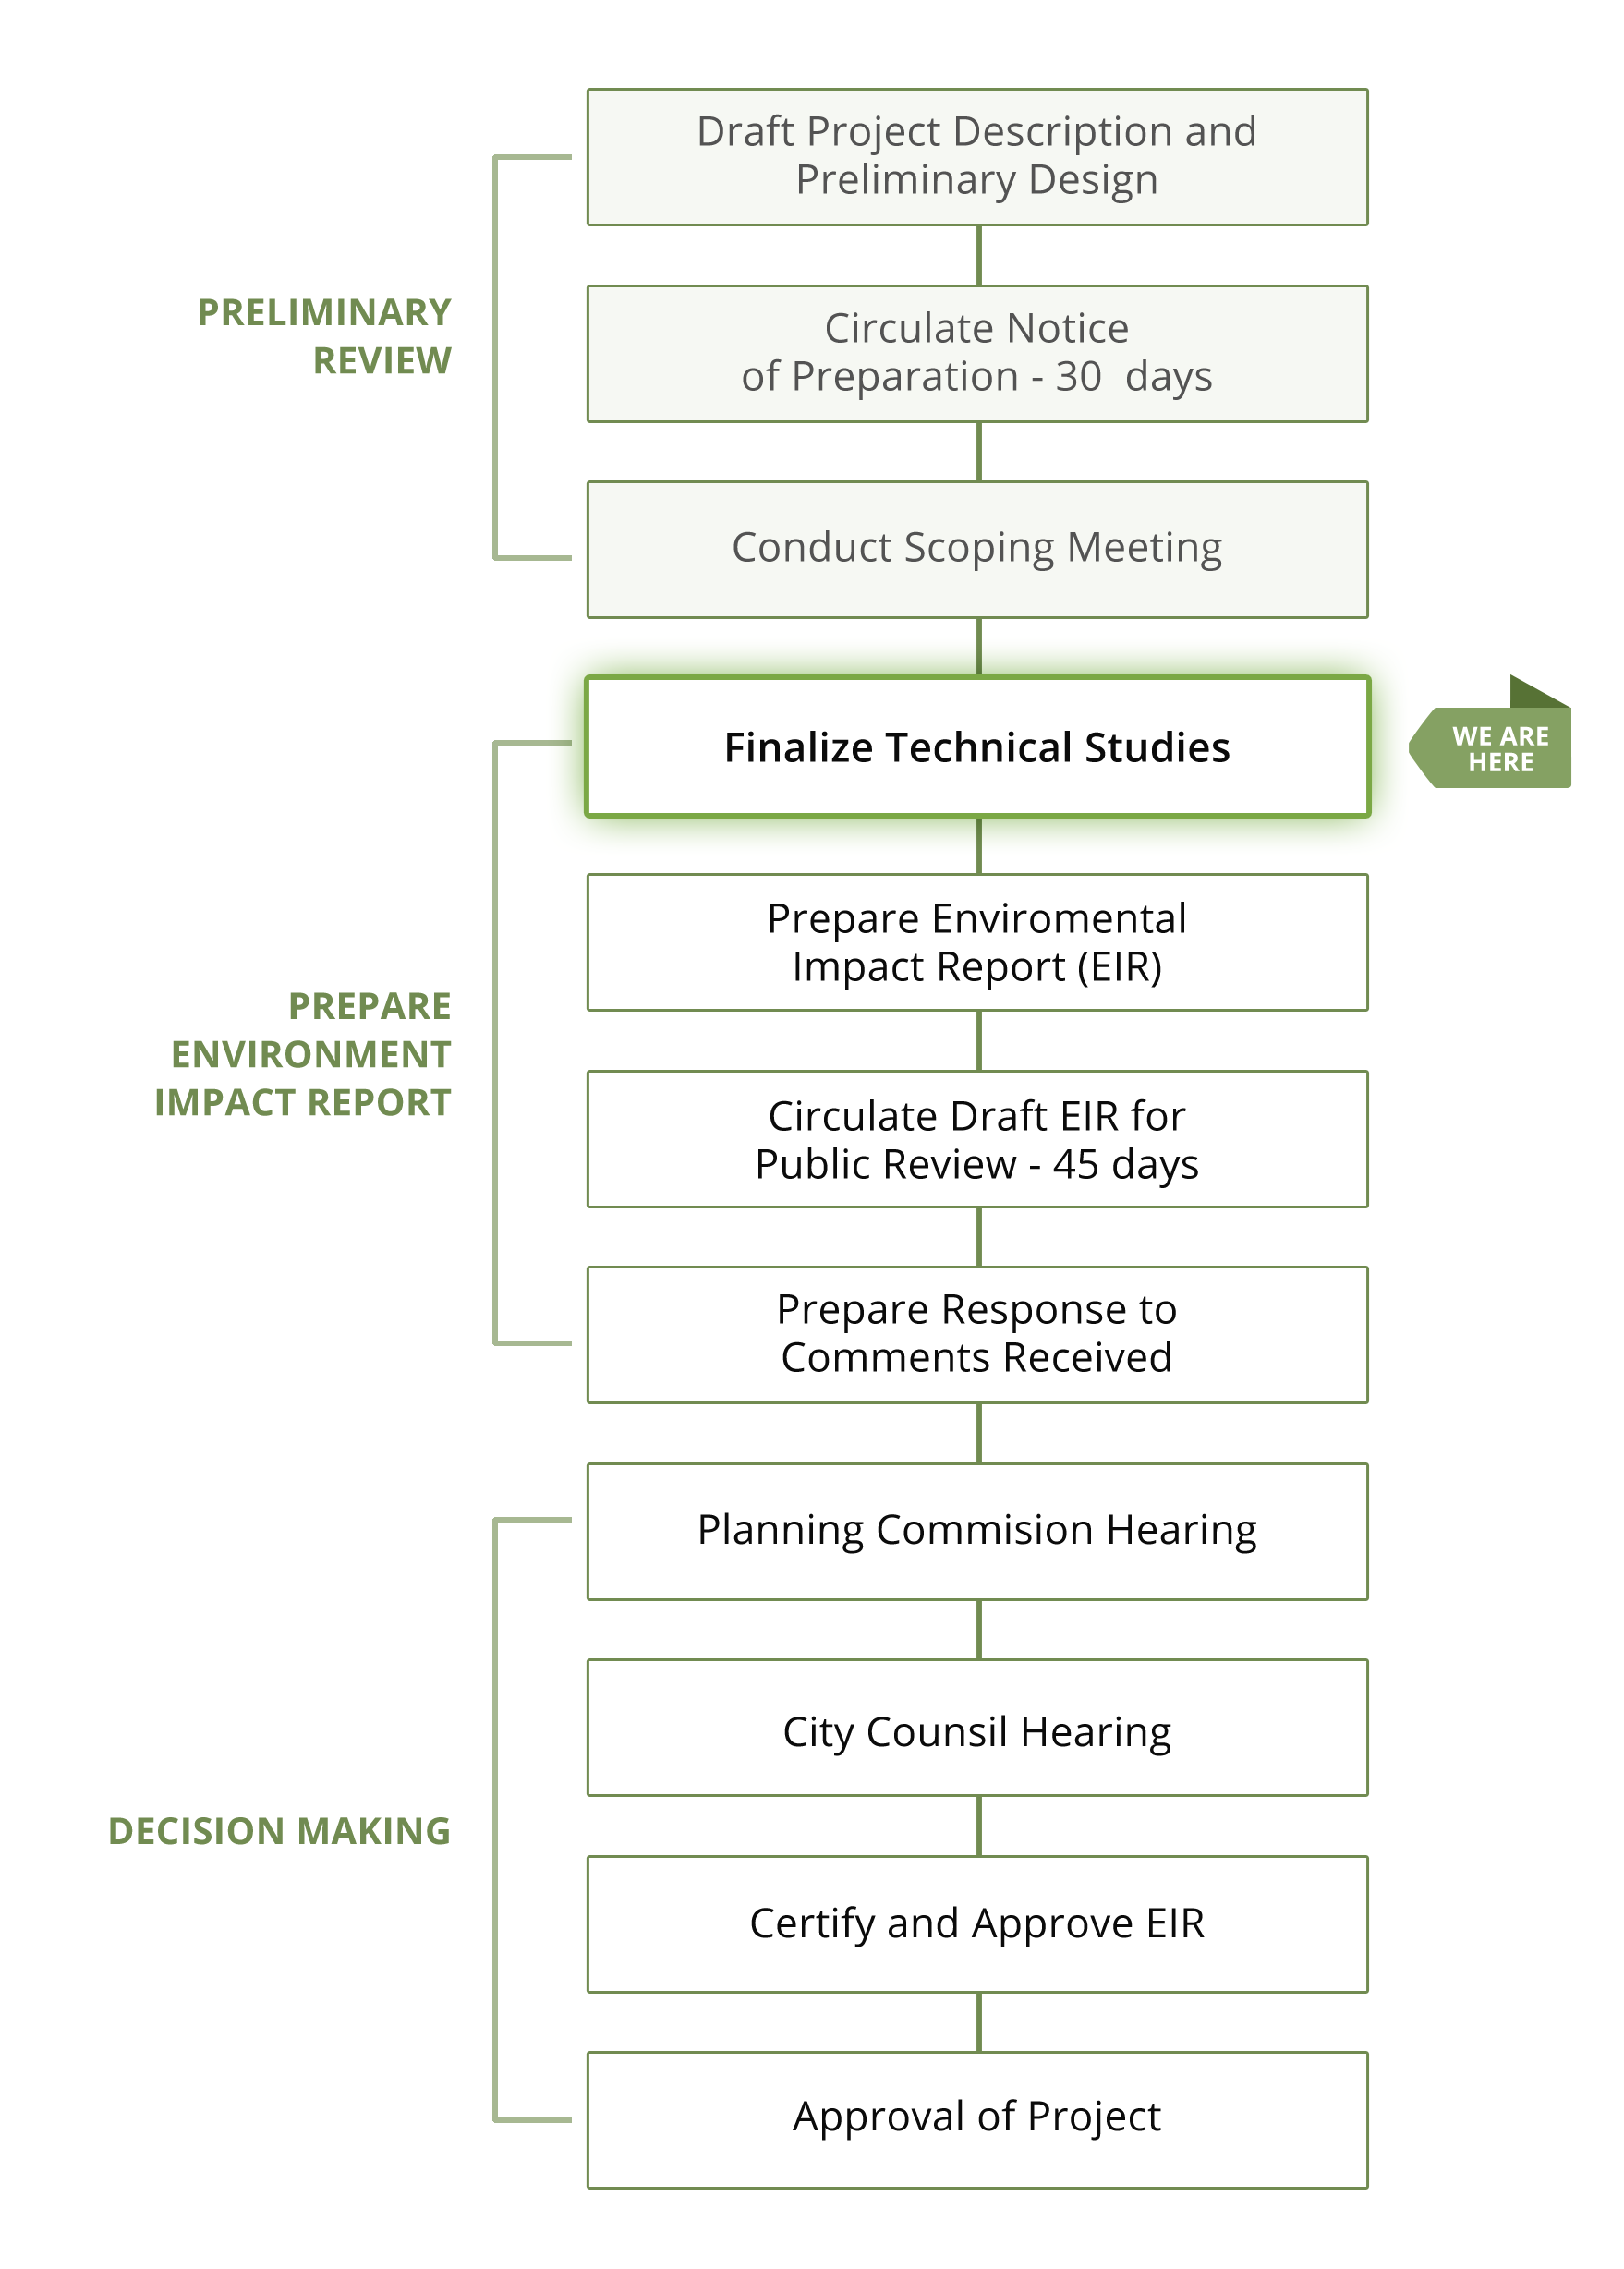 Draft Project Description and
Preliminary Design
PRELIMINARY
REVIEW
Circulate Notice
of Preparation - 30  days
Conduct Scoping Meeting
Finalize Technical Studies
WE ARE
HERE
PREPARE
ENVIRONMENT
IMPACT REPORT
Prepare Enviromental
Impact Report (EIR)
Circulate Draft EIR for
Public Review - 45 days
Prepare Response to
Comments Received
DECISION MAKING
Planning Commision Hearing
City Counsil Hearing
Certify and Approve EIR
Approval of Project